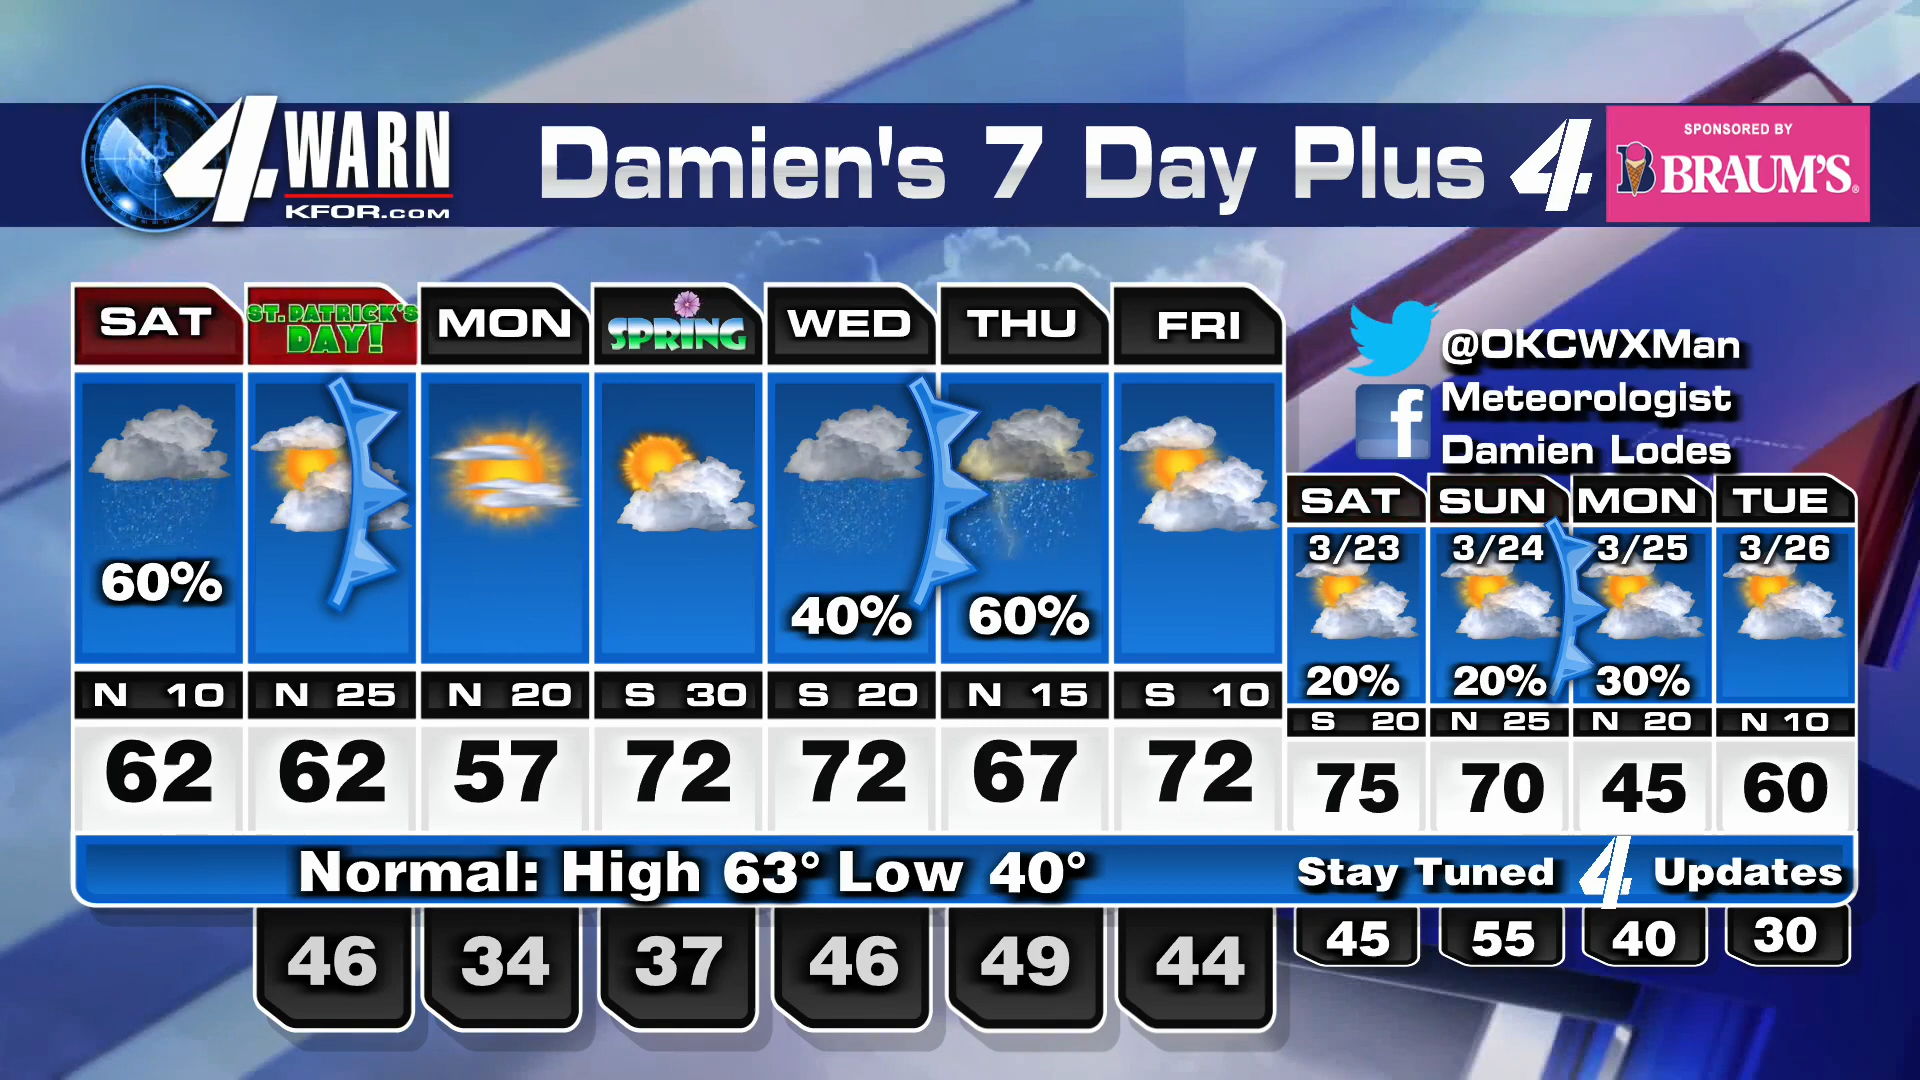 4WARN
KFOR.COM
Damien's 7 Day Plus 4
SPONSORED BY
B BRAUM'S®
SAT
ST. PATRICK'S
DAY!
MON
SPRING
WED
THU
FRI
@OKCWXMan
f Meteorologist
Damien Lodes
SAT SUN MON TUE
3/23 3/24 3/25 3/26
60%
40% 60%
20% 20% 30%
N 10 N 25 N 20 S 30 S 20 N 15 S 10
S 20 N 25 N 20 N 10
62 62 57 72 72 67 72
75 70 45 60
Normal: High 63° Low 40°
Stay Tuned 4 Updates
46 34 37 46 49 44
45 55 40 30